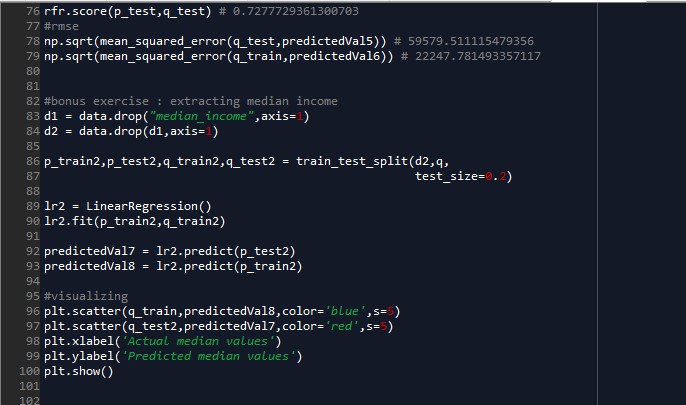 76 rfr.score(p_test,q_test) # 0.7277729361300703
77 #rmse
78 np.sqrt(mean_squared_error(q_test,predictedVal5)) # 59579.511115479356
79 np.sqrt(mean_squared_error(q_train,predictedVal6)) # 22247.781493357117
80
81
82 #bonus exercise : extracting median income
83 d1 = data.drop("median_income",axis=1)
84 d2 = data.drop(d1,axis=1)
85
86 p_train2,p_test2,q_train2,q_test2 = train_test_split(d2,q,
87 test_size=0.2)
88
89 lr2 = LinearRegression()
90 lr2.fit(p_train2,q_train2)
91
92 predictedVal7 = lr2.predict(p_test2)
93 predictedVal8 = lr2.predict(p_train2)
94
95 #visualizing
96 plt.scatter(q_train,predictedVal8,color='blue',s=5)
97 plt.scatter(q_test2,predictedVal7,color='red',s=5)
98 plt.xlabel('Actual median values')
99 plt.ylabel('Predicted median values')
100 plt.show()
101
102